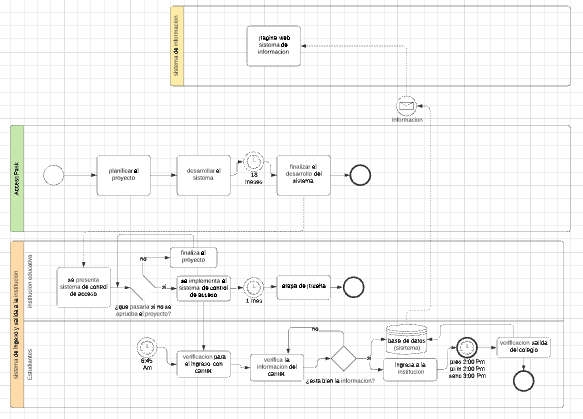 sistema de informacion
pagina web
sistema de
informacion
informacion
Access Pass
planificar el
proyecto
desarrollar el
sistema
18
meses
finalizar el
desarrollo del
sistema
sistema de ingreso y salida a la institucion
institucion educativa
se presenta
sistema de control
de acceso
no
finaliza el
proyecto
si
se implementa el
sistema de control
de acceso
¿que pasaria si no se
aprueba el proyecto?
1 mes
etapa de prueba
Estudiantes
6:45
Am
verificacion para
el ingreso con
carnet
verifica la
informacion del
carnet
no
¿esta bien la informacion?
si
base de datos
(sistema)
ingresa a la
institucion
pres 2:00 Pm
prim 2:00 Pm
secu 3:00 Pm
verificacion salida
del colegio